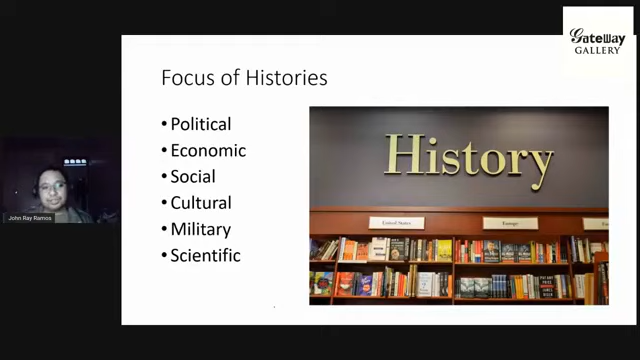 Gateway
GALLERY
Focus of Histories
• Political
• Economic
• Social
• Cultural
• Military
• Scientific
History
United States
Europe
John Ray Ramos